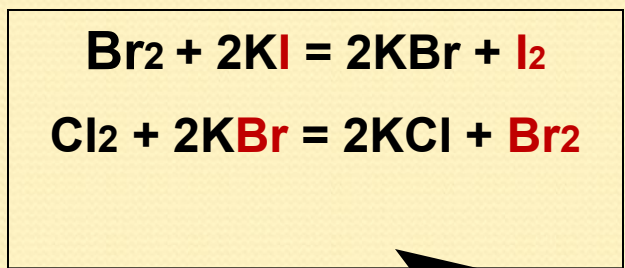 Br2 + 2KI = 2KBr + I2
Cl2 + 2KBr = 2KCl + Br2